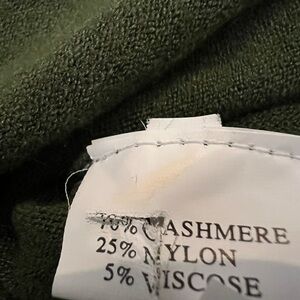 70% CASHMERE
25% NYLON
5% VISCOSE